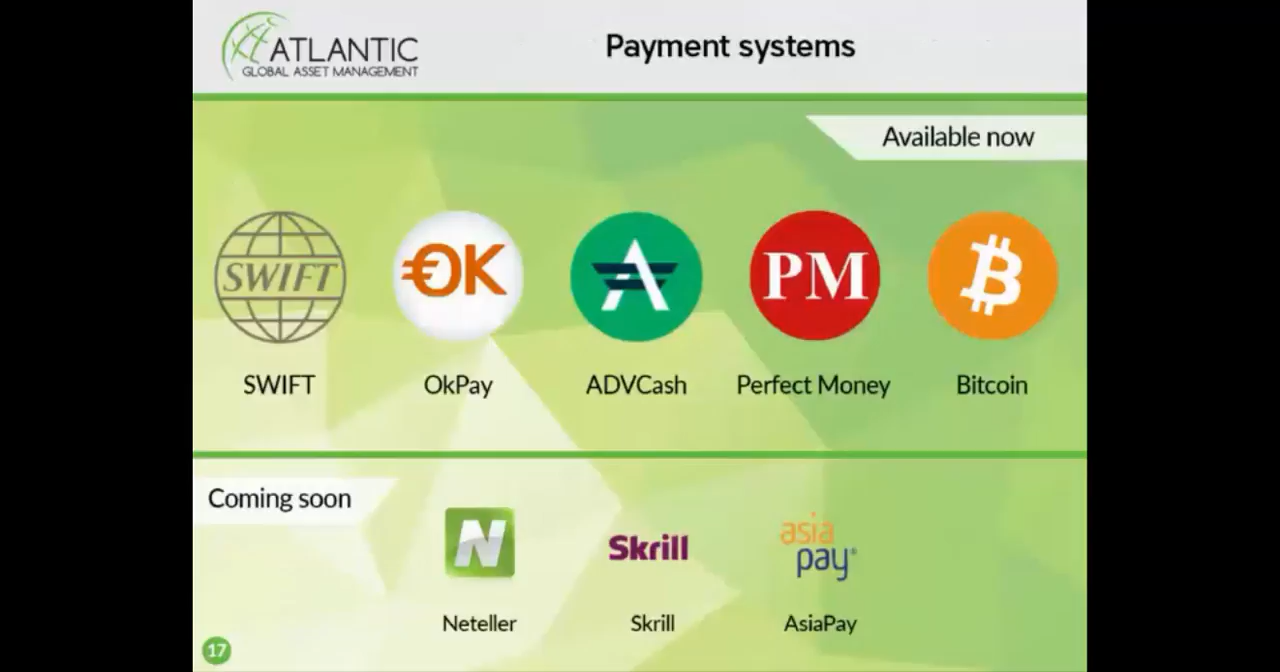 ATLANTIC
GLOBAL ASSET MANAGEMENT
Payment systems
Available now
SWIFT
€OK
PM
SWIFT
OkPay
ADVCash
Perfect Money
Bitcoin
Coming soon
N
Skrill
asia
pay®
Neteller
Skrill
AsiaPay
17